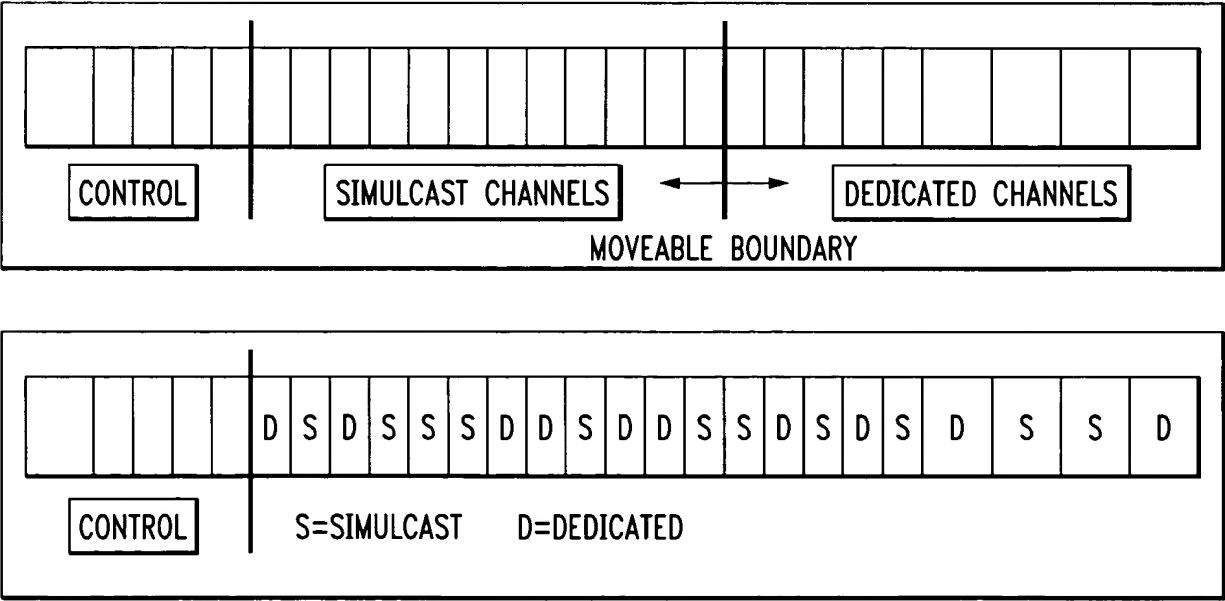 CONTROL SIMULCAST CHANNELS DEDICATED CHANNELS
MOVEABLE BOUNDARY
D S D S S S D D S D D S S D S D S D S S D
CONTROL S=SIMULCAST D=DEDICATED